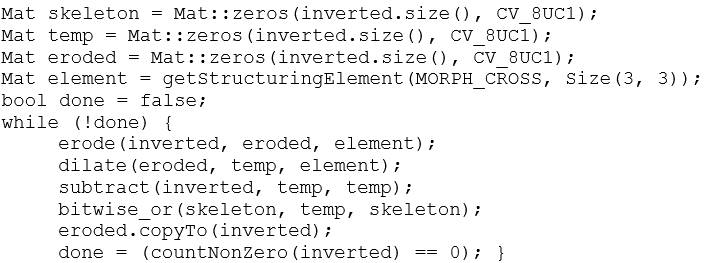 Mat skeleton = Mat::zeros(inverted.size(), CV_8UC1);
Mat temp = Mat::zeros(inverted.size(), CV_8UC1);
Mat eroded = Mat::zeros(inverted.size(), CV_8UC1);
Mat element = getStructuringElement(MORPH_CROSS, Size(3, 3));
bool done = false;
while (!done) {
erode(inverted, eroded, element);
dilate(eroded, temp, element);
subtract(inverted, temp, temp);
bitwise_or(skeleton, temp, skeleton);
eroded.copyTo(inverted);
done = (countNonZero(inverted) == 0); }